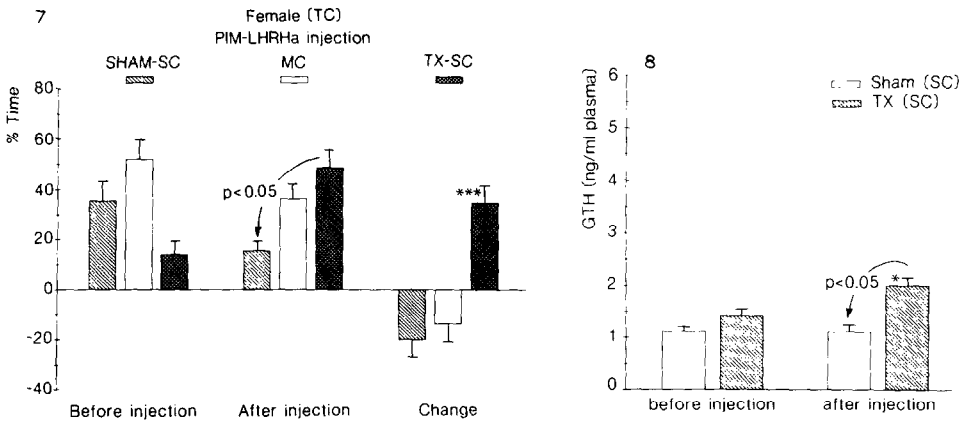 7
Female (TC)
PIM-LHRHa injection
SHAM-SC MC TX-SC
% Time
80
60
40
20
0
-20
-40
p<0.05
***
Before injection After injection Change
8
Sham (SC)
TX (SC)
GTH (ng/ml plasma)
6
5
4
3
2
1
0
p<0.05
*
before injection after injection